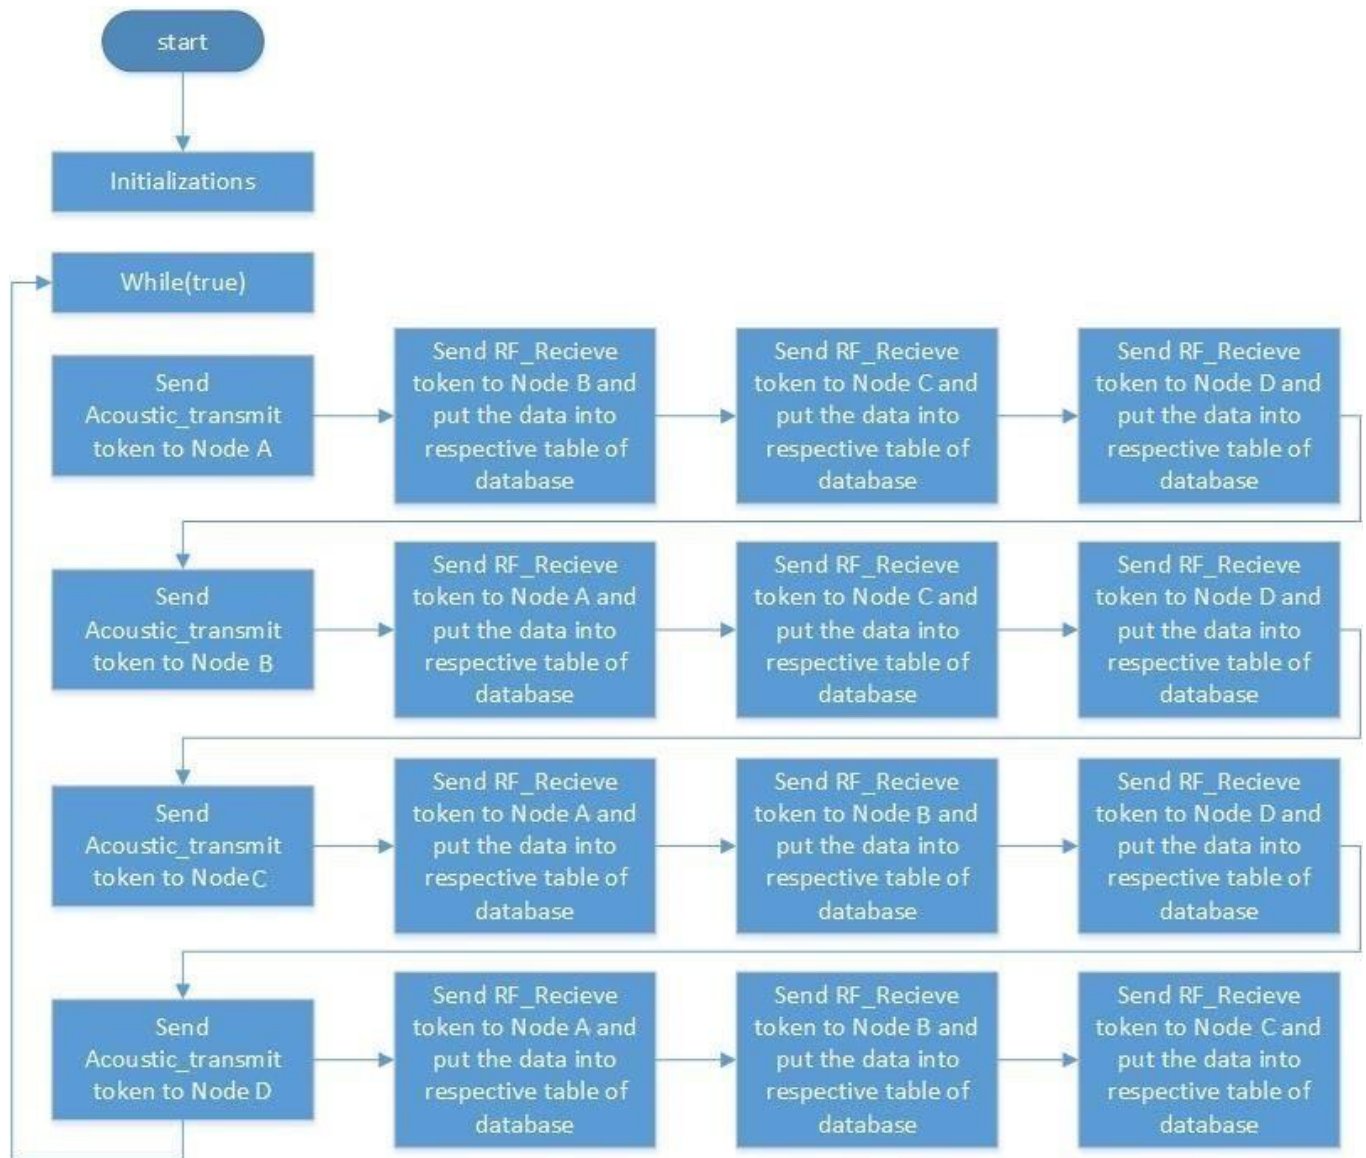 start
Initializations
While(true)
Send
Acoustic_transmit
token to Node A
Send RF_Recieve
token to Node B and
put the data into
respective table of
database
Send RF_Recieve
token to Node C and
put the data into
respective table of
database
Send RF_Recieve
token to Node D and
put the data into
respective table of
database
Send
Acoustic_transmit
token to Node B
Send RF_Recieve
token to Node A and
put the data into
respective table of
database
Send RF_Recieve
token to Node C and
put the data into
respective table of
database
Send RF_Recieve
token to Node D and
put the data into
respective table of
database
Send
Acoustic_transmit
token to Node C
Send RF_Recieve
token to Node A and
put the data into
respective table of
database
Send RF_Recieve
token to Node B and
put the data into
respective table of
database
Send RF_Recieve
token to Node D and
put the data into
respective table of
database
Send
Acoustic_transmit
token to Node D
Send RF_Recieve
token to Node A and
put the data into
respective table of
database
Send RF_Recieve
token to Node B and
put the data into
respective table of
database
Send RF_Recieve
token to Node C and
put the data into
respective table of
database